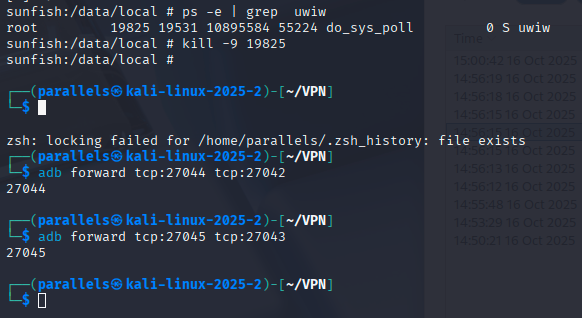 sunfish:/data/local # ps -e | grep  uwiw
root         19825 19531 10895584 55224 do_sys_poll         0 S uwiw
sunfish:/data/local # kill -9 19825
sunfish:/data/local #
Time
15:00:42 16 Oct 2025
14:56:19 16 Oct 2025
14:56:18 16 Oct 2025
14:56:15 16 Oct 2025
┌──(parallels㉿kali-linux-2025-2)-[~/VPN]
└─$
zsh: locking failed for /home/parallels/.zsh_history: file exists
┌──(parallels㉿kali-linux-2025-2)-[~/VPN]
└─$ adb forward tcp:27044 tcp:27042
27044
14:56:13 16 Oct 2025
14:56:12 16 Oct 2025
14:55:48 16 Oct 2025
14:53:29 16 Oct 2025
14:50:21 16 Oct 2025
┌──(parallels㉿kali-linux-2025-2)-[~/VPN]
└─$ adb forward tcp:27045 tcp:27043
27045
┌──(parallels㉿kali-linux-2025-2)-[~/VPN]
└─$